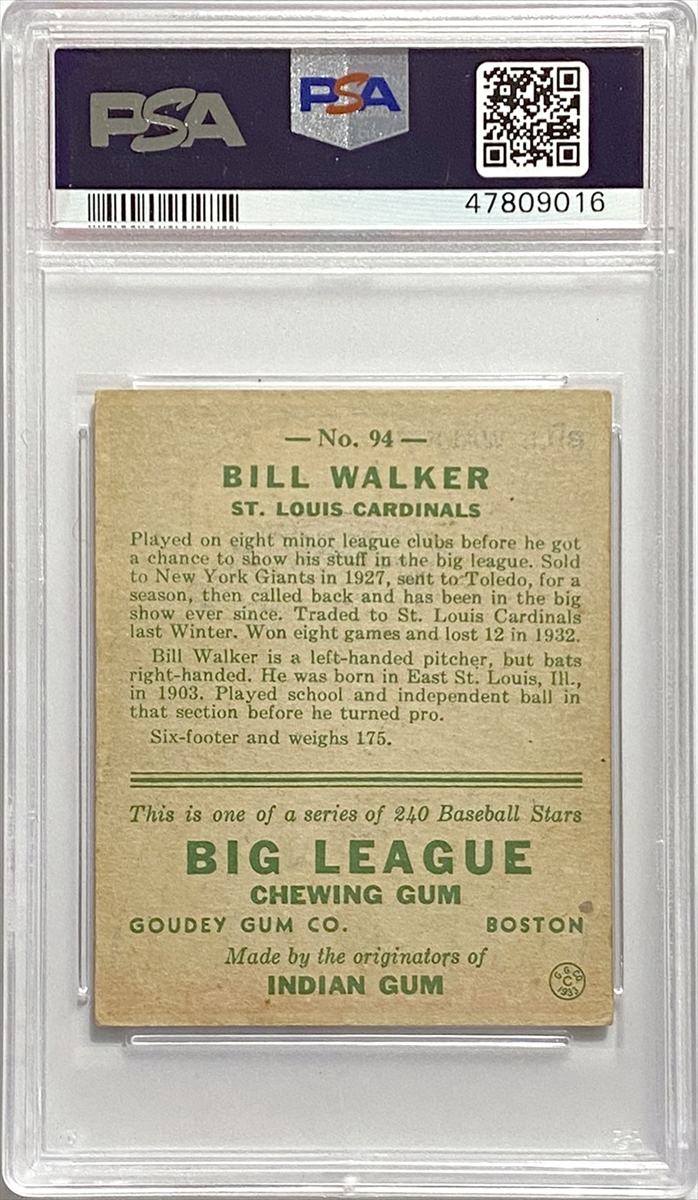 PSA
PSA
47809016
— No. 94 —
BILL WALKER
ST. LOUIS CARDINALS
Played on eight minor league clubs before he got
a chance to show his stuff in the big league. Sold
to New York Giants in 1927, sent to Toledo, for a
season, then called back and has been in the big
show ever since. Traded to St. Louis Cardinals
last Winter. Won eight games and lost 12 in 1932.
Bill Walker is a left-handed pitcher, but bats
right-handed. He was born in East St. Louis, Ill.,
in 1903. Played school and independent ball in
that section before he turned pro.
Six-footer and weighs 175.
This is one of a series of 240 Baseball Stars
BIG LEAGUE
CHEWING GUM
GOUDEY GUM CO. BOSTON
Made by the originators of
INDIAN GUM
G. G. CO.
C
1933